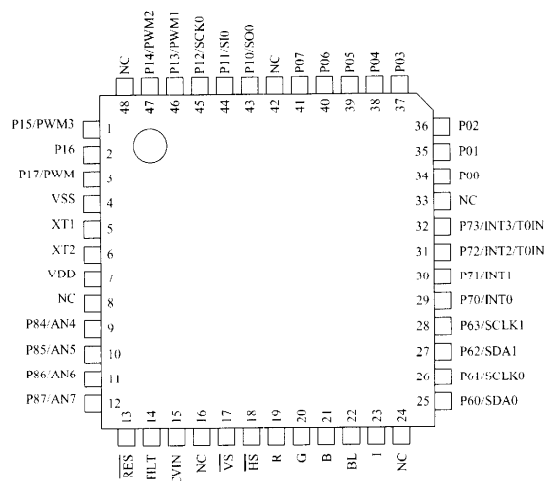 NC
P14/PWM2
P13/PWM1
P12/SCK0
P11/SI0
P10/SO0
NC
P07
P06
P05
P04
P03
48
47
46
45
44
43
42
41
40
39
38
37
P15/PWM3 1
P16 2
P17/PWM 3
VSS 4
XT1 5
XT2 6
VDD 7
NC 8
P84/AN4 9
P85/AN5 10
P86/AN6 11
P87/AN7 12
36 P02
35 P01
34 P00
33 NC
32 P73/INT3/T0IN
31 P72/INT2/T0IN
30 P71/INT1
29 P70/INT0
28 P63/SCLK1
27 P62/SDA1
26 P61/SCLK0
25 P60/SDA0
13
14
15
16
17
18
19
20
21
22
23
24
RES
FILT
CVIN
NC
VS
HS
R
G
B
BL
I
NC